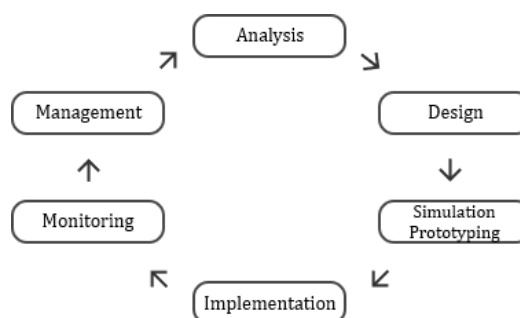 Analysis
Management
Design
Monitoring
Simulation
Prototyping
Implementation